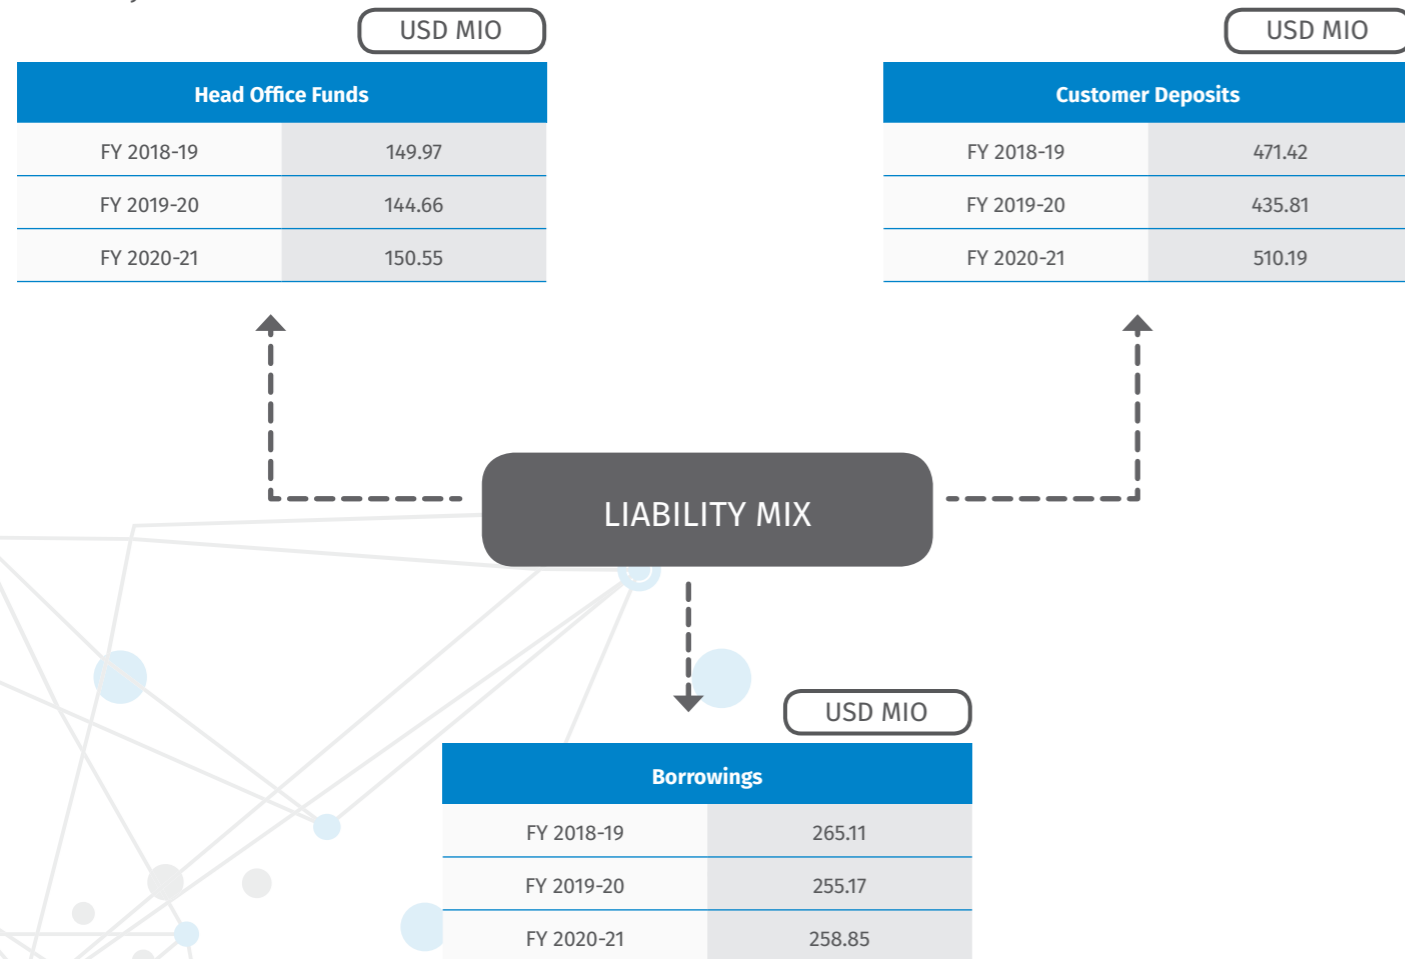 USD MIO
Head Office Funds
FY 2018-19 149.97
FY 2019-20 144.66
FY 2020-21 150.55
USD MIO
Customer Deposits
FY 2018-19 471.42
FY 2019-20 435.81
FY 2020-21 510.19
LIABILITY MIX
USD MIO
Borrowings
FY 2018-19 265.11
FY 2019-20 255.17
FY 2020-21 258.85